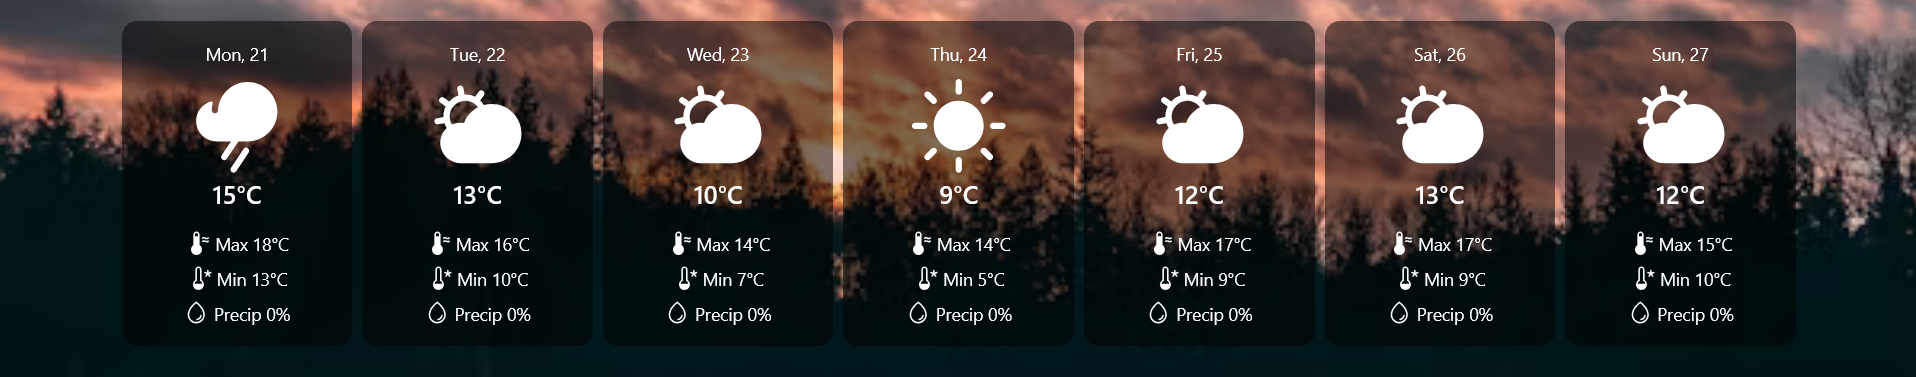 Mon, 21
15°C
Max 18°C
Min 13°C
Precip 0%
Tue, 22
13°C
Max 16°C
Min 10°C
Precip 0%
Wed, 23
10°C
Max 14°C
Min 7°C
Precip 0%
Thu, 24
9°C
Max 14°C
Min 5°C
Precip 0%
Fri, 25
12°C
Max 17°C
Min 9°C
Precip 0%
Sat, 26
13°C
Max 17°C
Min 9°C
Precip 0%
Sun, 27
12°C
Max 15°C
Min 10°C
Precip 0%